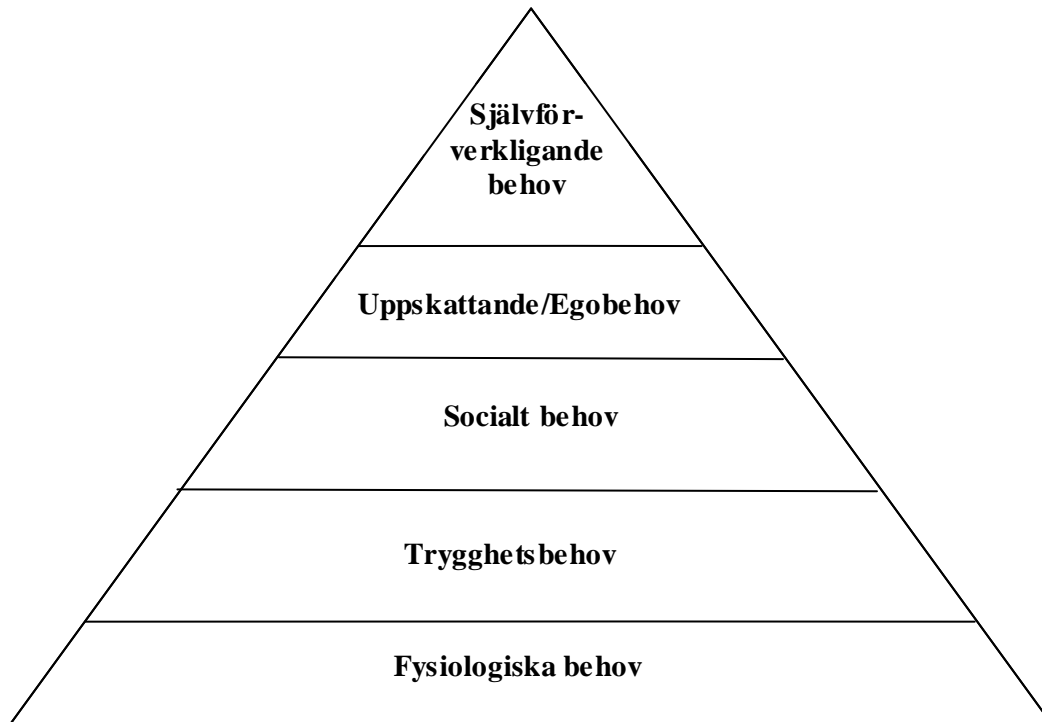 Självför-
verkligande
behov
Uppskattande/Egobehov
Socialt behov
Trygghetsbehov
Fysiologiska behov